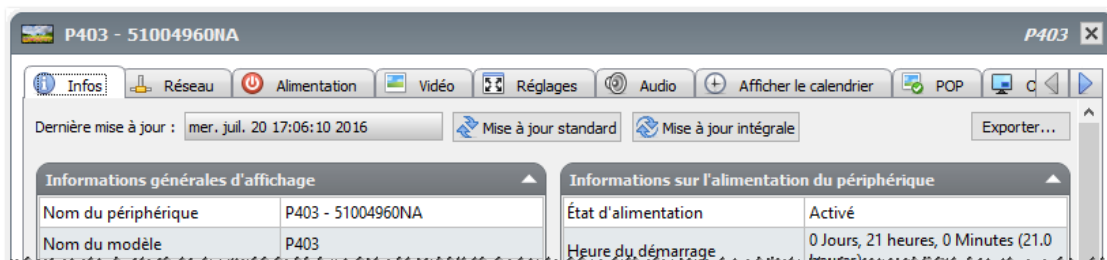 P403 - 51004960NA P403
Infos Réseau Alimentation Vidéo Réglages Audio Afficher le calendrier POP
Dernière mise à jour : mer. juil. 20 17:06:10 2016 Mise à jour standard Mise à jour intégrale Exporter...
Informations générales d'affichage
Nom du périphérique P403 - 51004960NA
Nom du modèle P403
Informations sur l'alimentation du périphérique
État d'alimentation Activé
Heure du démarrage 0 Jours, 21 heures, 0 Minutes (21.0